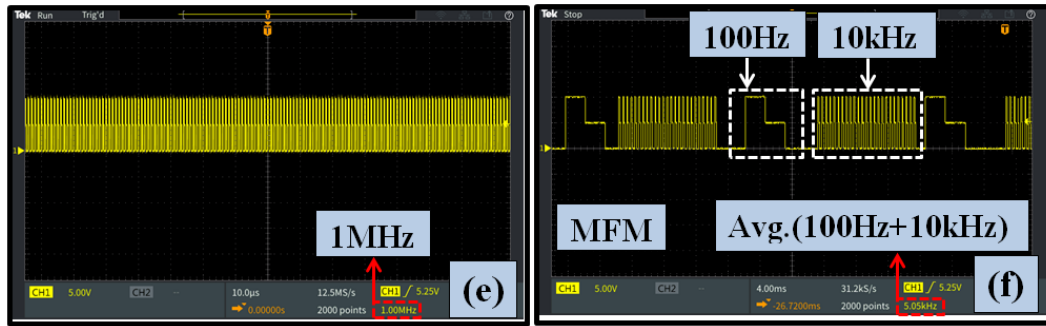 Tek Run Trig'd
T
1
1MHz
CH1 5.00V CH2 -- 10.0µs 12.5MS/s CH1 / 5.25V
0.00000s 2000 points 1.00MHz
(e)
Tek Stop
T
100Hz 10kHz
1
MFM Avg.(100Hz+10kHz)
CH1 5.00V CH2 -- 4.00ms 31.2kS/s CH1 / 5.25V
-26.7200ms 2000 points 5.05kHz
(f)